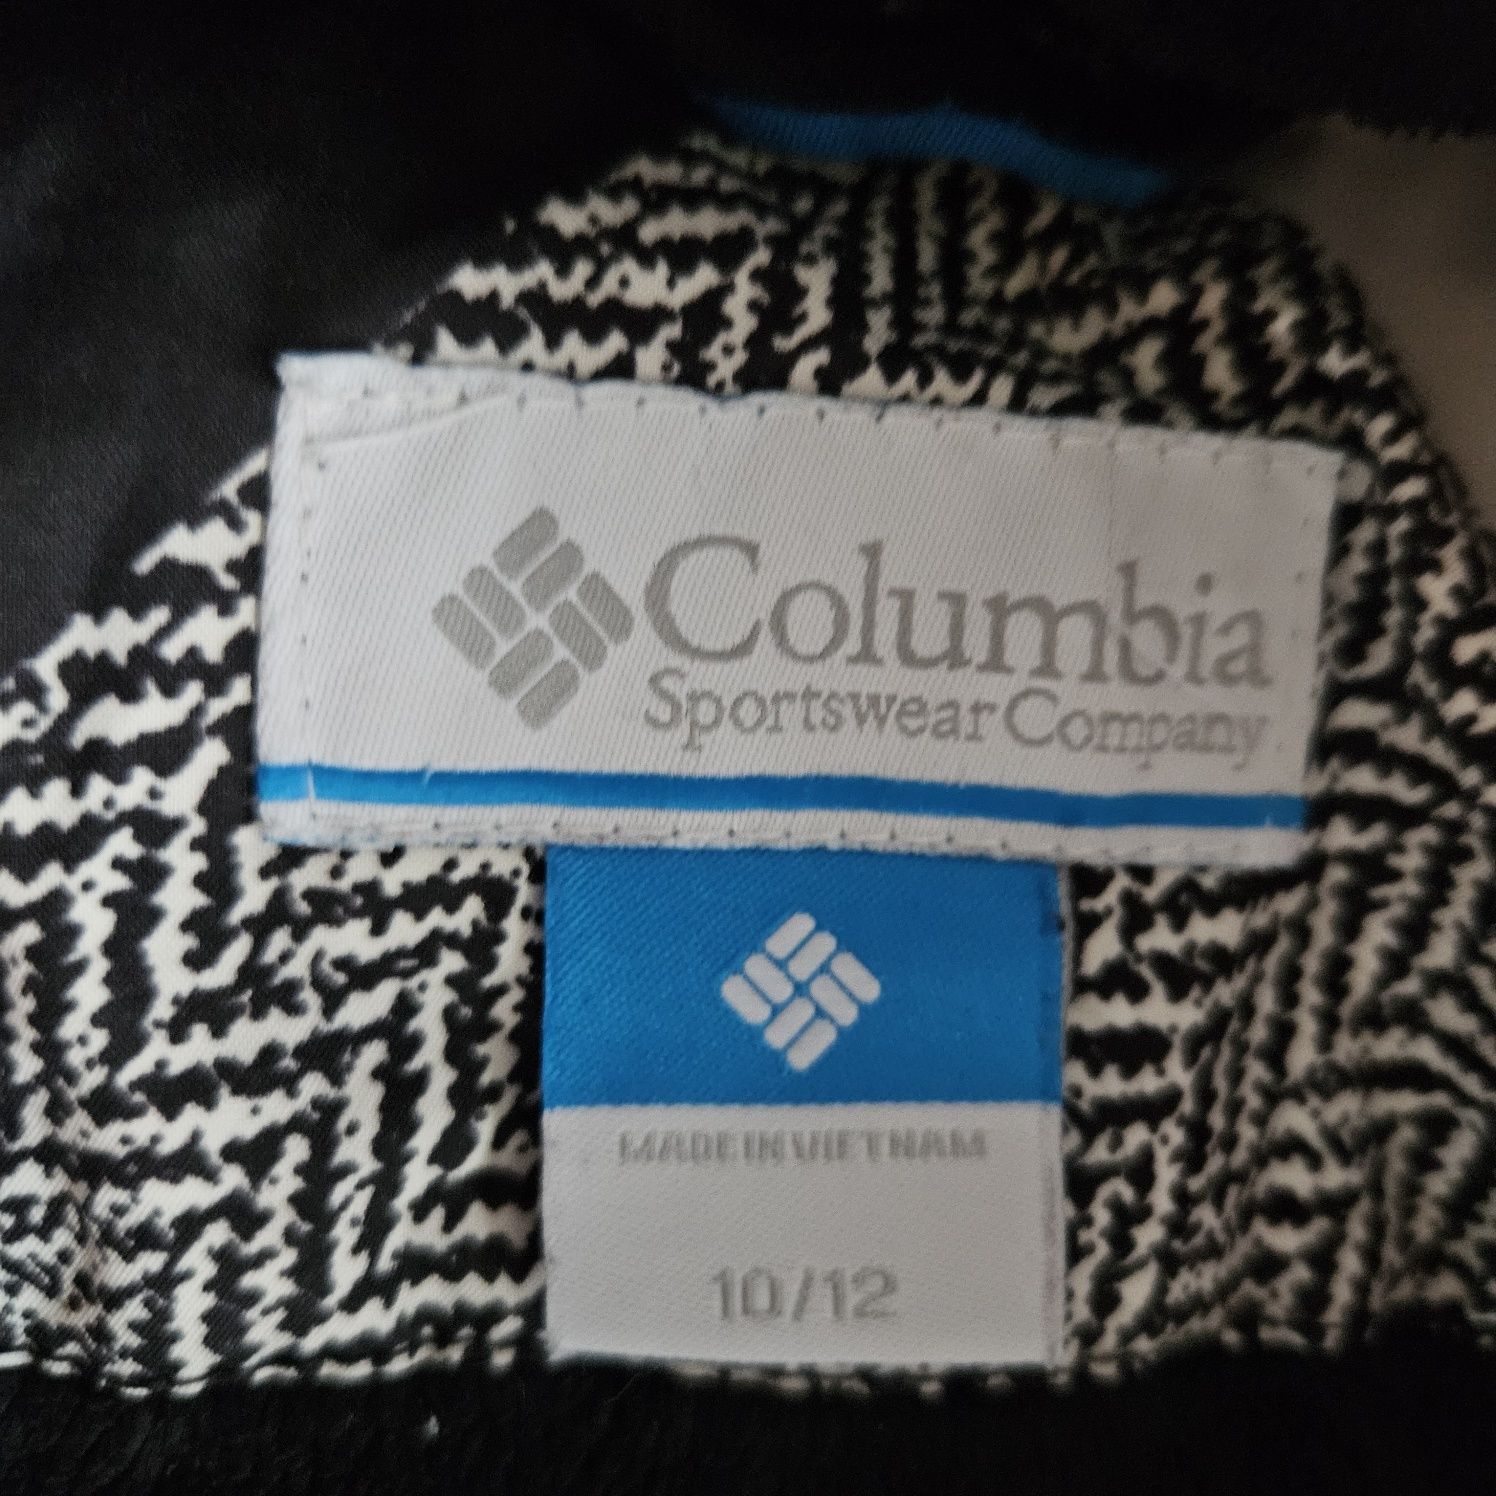 Columbia
Sportswear Company
MADE IN VIETNAM
10/12